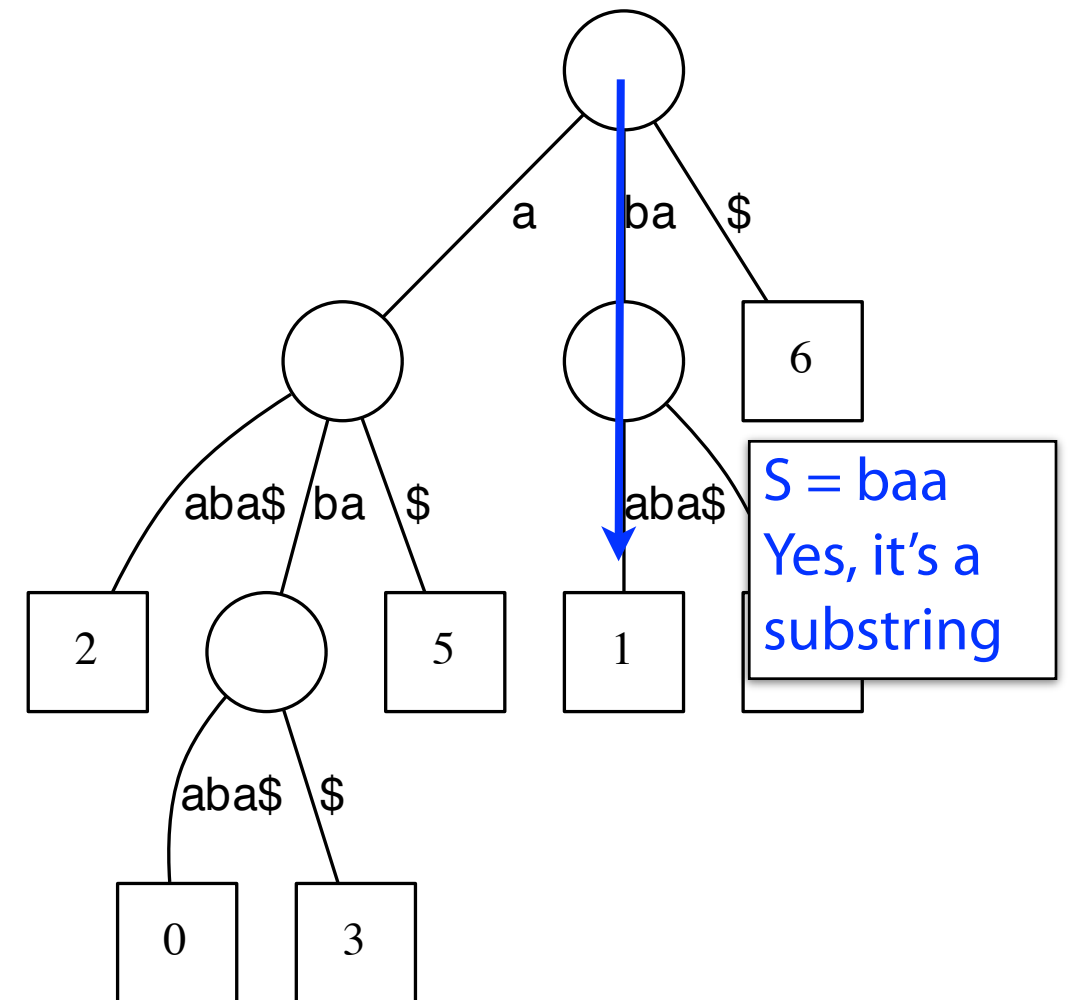 a
ba
$
6
aba$
ba
$
aba$
S = baa
Yes, it's a
substring
2
5
1
aba$
$
0
3